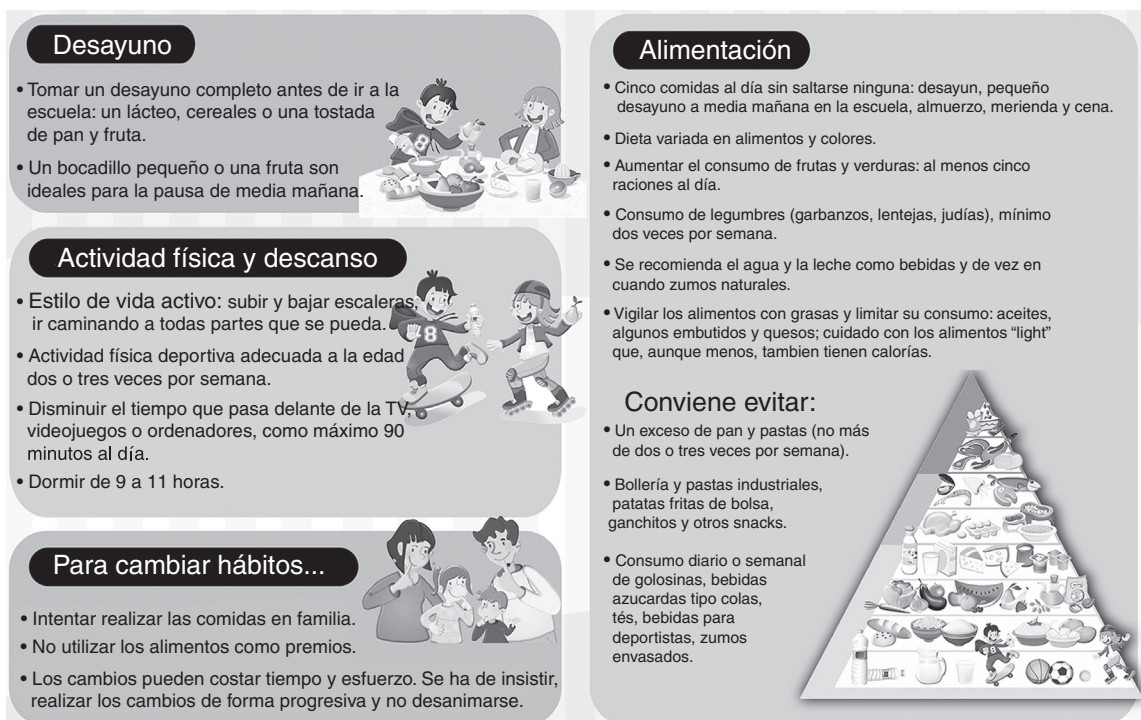 Desayuno
• Tomar un desayuno completo antes de ir a la
escuela: un lácteo, cereales o una tostada
de pan y fruta.
• Un bocadillo pequeño o una fruta son
ideales para la pausa de media mañana.
Actividad física y descanso
• Estilo de vida activo: subir y bajar escaleras,
ir caminando a todas partes que se pueda.
• Actividad física deportiva adecuada a la edad
dos o tres veces por semana.
• Disminuir el tiempo que pasa delante de la TV,
videojuegos o ordenadores, como máximo 90
minutos al día.
• Dormir de 9 a 11 horas.
Para cambiar hábitos...
• Intentar realizar las comidas en familia.
• No utilizar los alimentos como premios.
• Los cambios pueden costar tiempo y esfuerzo. Se ha de insistir,
realizar los cambios de forma progresiva y no desanimarse.
Alimentación
• Cinco comidas al día sin saltarse ninguna: desayun, pequeño
desayuno a media mañana en la escuela, almuerzo, merienda y cena.
• Dieta variada en alimentos y colores.
• Aumentar el consumo de frutas y verduras: al menos cinco
raciones al día.
• Consumo de legumbres (garbanzos, lentejas, judías), mínimo
dos veces por semana.
• Se recomienda el agua y la leche como bebidas y de vez en
cuando zumos naturales.
• Vigilar los alimentos con grasas y limitar su consumo: aceites,
algunos embutidos y quesos; cuidado con los alimentos “light”
que, aunque menos, tambien tienen calorías.
Conviene evitar:
• Un exceso de pan y pastas (no más
de dos o tres veces por semana).
• Bollería y pastas industriales,
patatas fritas de bolsa,
ganchitos y otros snacks.
• Consumo diario o semanal
de golosinas, bebidas
azucardas tipo colas,
tés, bebidas para
deportistas, zumos
envasados.
8
8
8